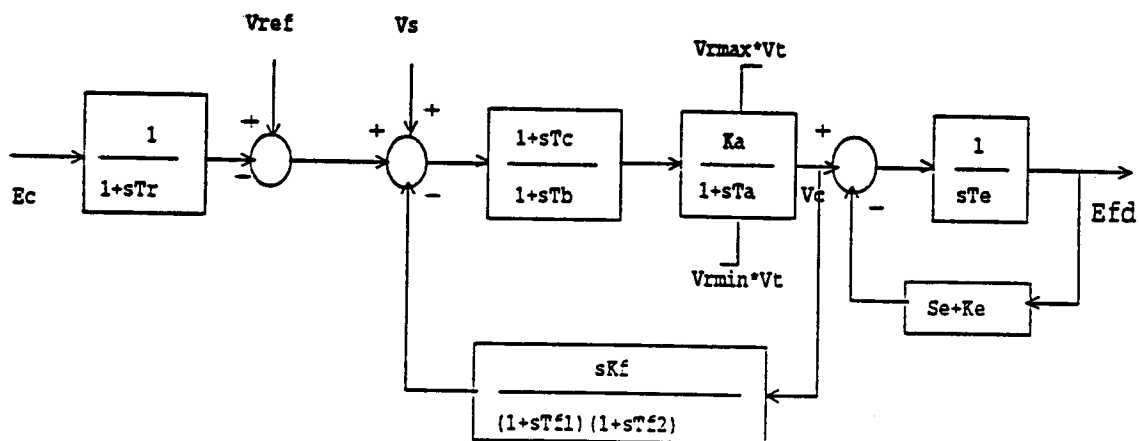 Vref
Vs
Vrmax*Vt
Ec
+
-
1
1+sTr
+
+
-
1+sTc
1+sTb
Ka
1+sTa
Vc
Vrmin*Vt
+
-
1
sTe
Efd
Se+Ke
sKf
(1+sTf1)(1+sTf2)